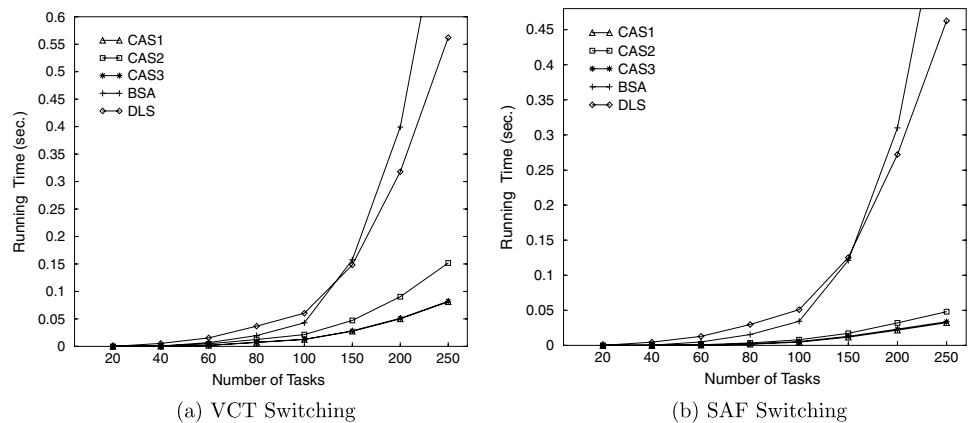 0.6
0.55
0.5
0.45
0.4
0.35
0.3
0.25
0.2
0.15
0.1
0.05
0
Running Time (sec.)
CAS1
CAS2
CAS3
BSA
DLS
20 40 60 80 100 150 200 250
Number of Tasks
(a) VCT Switching
0.45
0.4
0.35
0.3
0.25
0.2
0.15
0.1
0.05
0
Running Time (sec.)
CAS1
CAS2
CAS3
BSA
DLS
20 40 60 80 100 150 200 250
Number of Tasks
(b) SAF Switching